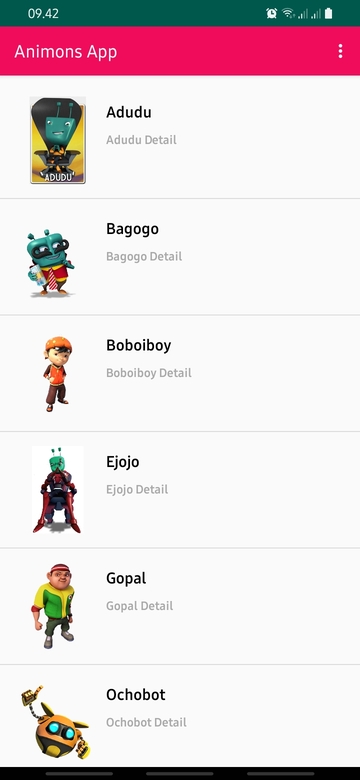 09.42
Animons App
'ADUDU'
Adudu
Adudu Detail
Bagogo
Bagogo Detail
Boboiboy
Boboiboy Detail
Ejojo
Ejojo Detail
Gopal
Gopal Detail
Ochobot
Ochobot Detail